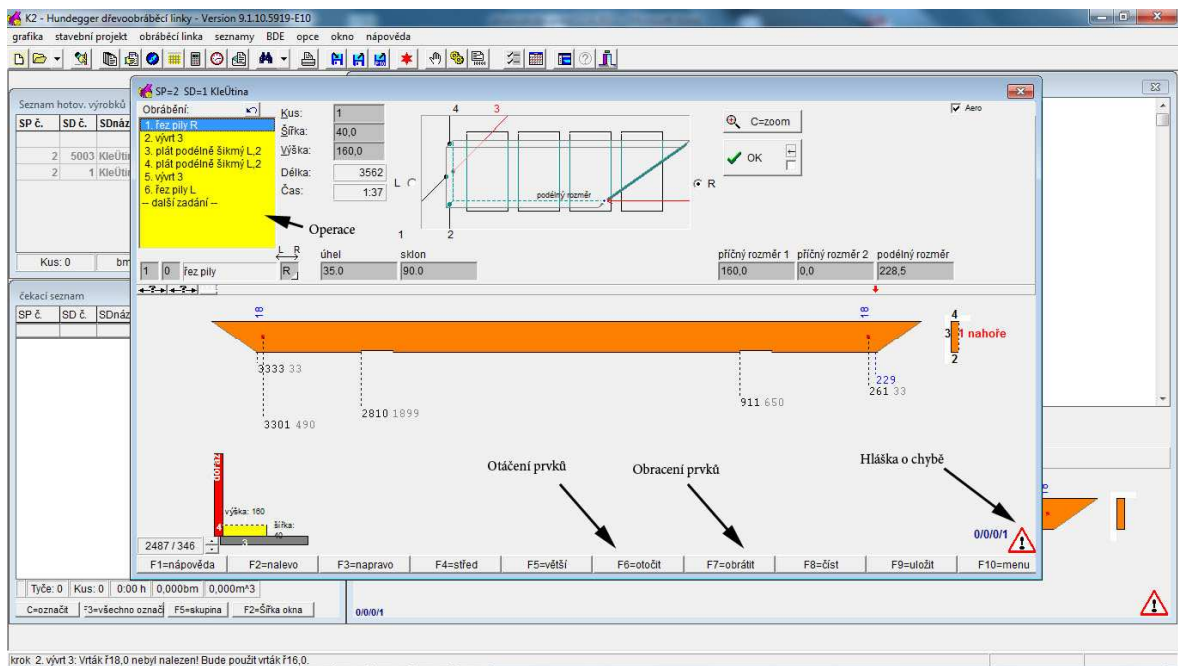 K2 - Hundegger dřevoobráběcí linky - Version 9.1.10.5919-E10
grafika stavební projekt obráběcí linka seznamy BDE opce okno nápověda
SP=2 SD=1 KleÜtina
Seznam hotov. výrobků
SP č. SD č. SDnáz
2 5003 KleÜti
2 1 KleÜti
Kus: 0 bm
Obrábění:
1. řez pily R
2. vývrt 3
3. plát podélně šikmý L,2
4. plát podélně šikmý L,2
5. vývrt 3
6. řez pily L
-- další zadání --
Kus: 1
Šířka: 40,0
Výška: 160,0
Délka: 3562
Čas: 1:37
Operace
4 3
L R
podélný rozměr
1 2
C=zoom
OK
Aero
L R
úhel sklon
příčný rozměr 1 příčný rozměr 2 podélný rozměr
1 0 řez pily R 35.0 90.0 160,0 0,0 228,5
čekací seznam
SP č. SD č. SDnáz
18 18
4
3 1 nahoře
2
3333 33
229
261 33
911 650
2810 1899
3301 490
Otáčení prvků
Obracení prvků
Hláška o chybě
doraz
výška: 160
šířka:
40
4
3
18
2487 / 346
0/0/0/1
F1=nápověda F2=nalevo F3=napravo F4=střed F5=větší F6=otočit F7=obrátit F8=číst F9=uložit F10=menu
Tyče: 0 Kus: 0 0:00 h 0,000bm 0,000m^3
C=označit F3=všechno označ F5=skupina F2=Šířka okna
0/0/0/1
krok 2. vývrt 3: Vrták ř18,0 nebyl nalezen! Bude použit vrták ř16,0.